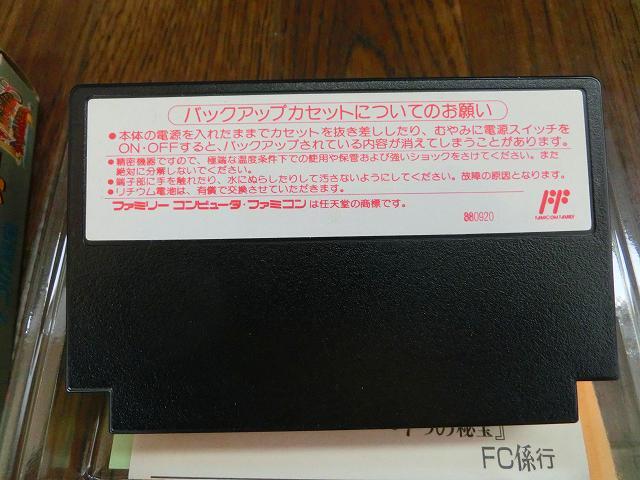 バックアップカセットについてのお願い
●本体の電源を入れたままでカセットを抜き差ししたり、むやみに電源スイッチを
ON・OFFすると、バックアップされている内容が消えてしまうことがあります。
●精密機器ですので、極端な温度条件下での使用や保管および強いショックをさけてください。また
絶対に分解しないでください。
●端子部に手を触れたり、水にぬらしたりして汚さないようにしてください。故障の原因となります。
●リチウム電池は、有償で交換させていただきます。
ファミリー コンピュータ・ファミコンは任天堂の商標です。
880920
FF
FAMICOM FAMILY
つの秘宝』
FC係行